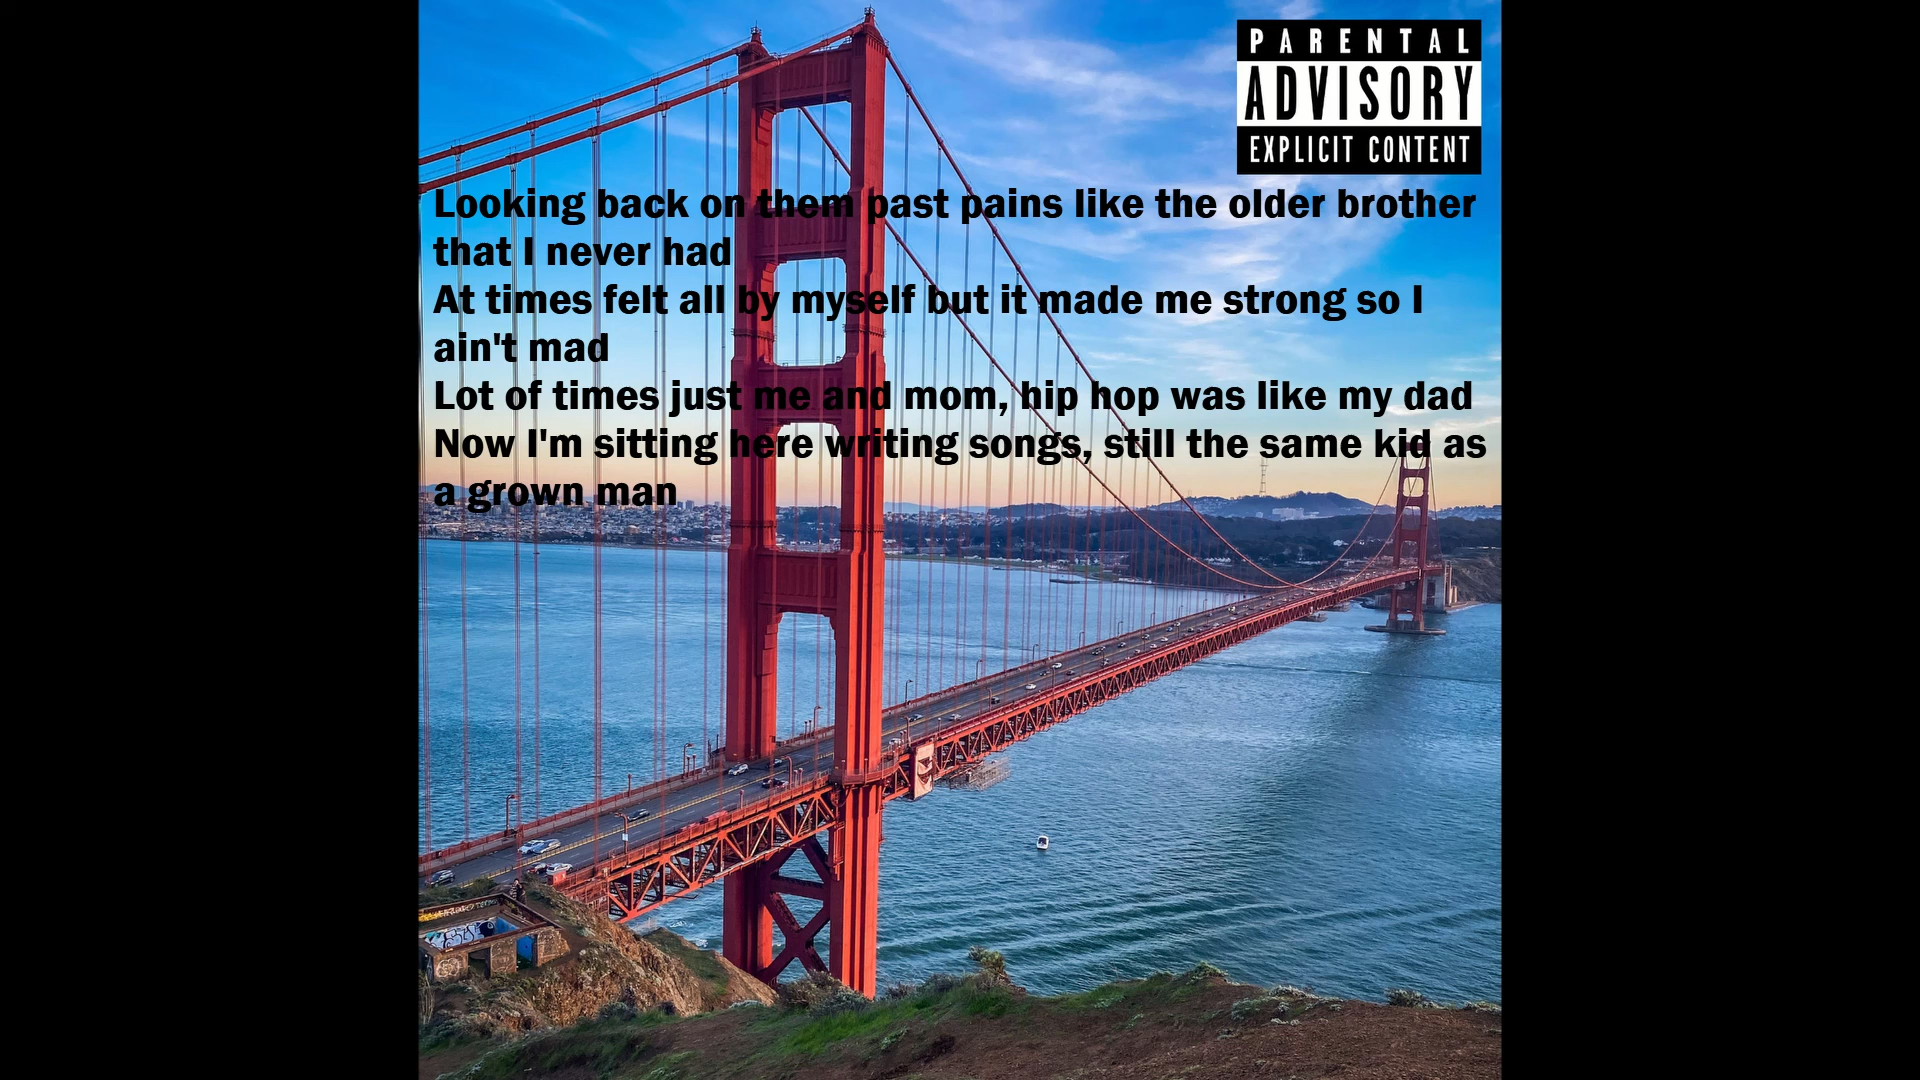 PARENTAL
ADVISORY
EXPLICIT CONTENT
Looking back on them past pains like the older brother
that I never had
At times felt all by myself but it made me strong so I
ain't mad
Lot of times just me and mom, hip hop was like my dad
Now I'm sitting here writing songs, still the same kid as
a grown man